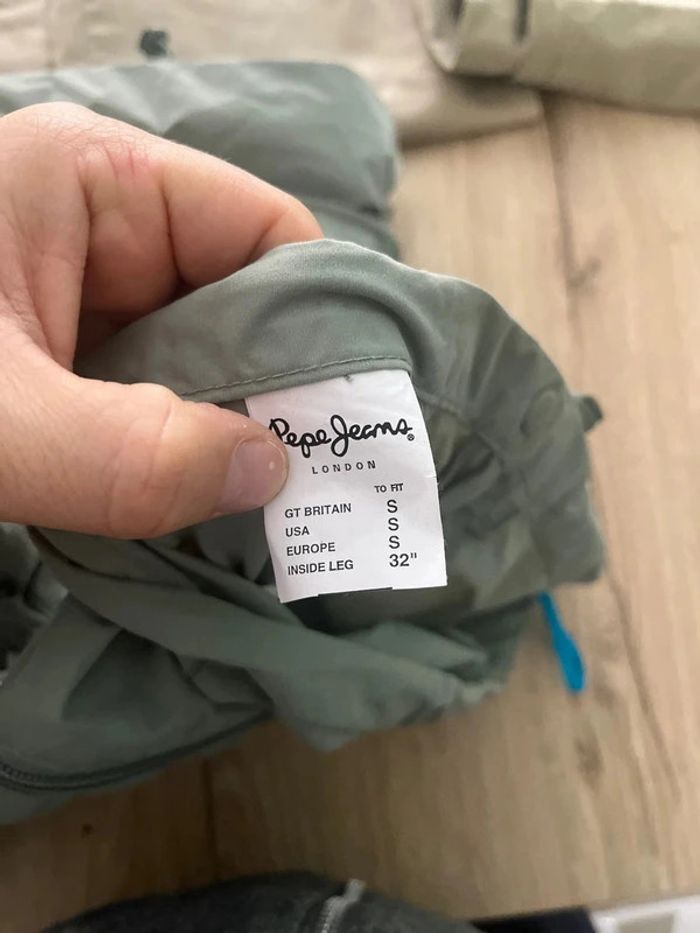 Pepe Jeans®
LONDON
TO FIT
GT BRITAIN S
USA S
EUROPE S
INSIDE LEG 32"